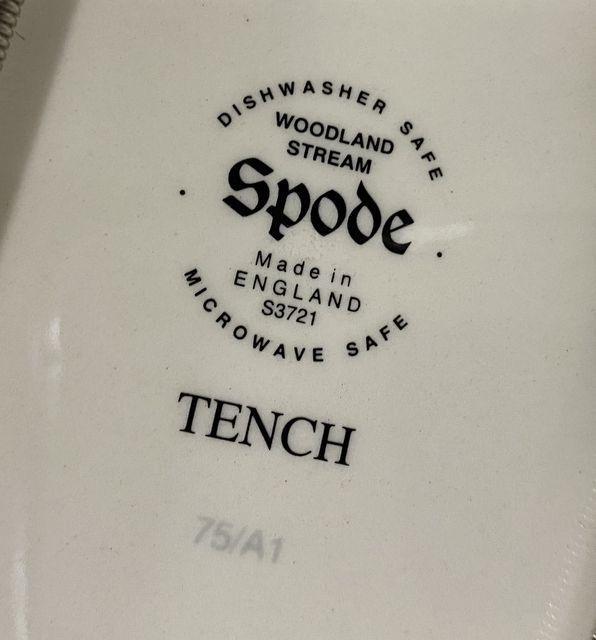 DISHWASHER SAFE
WOODLAND
STREAM
Spode
Made in
ENGLAND
S3721
MICROWAVE SAFE
TENCH
75/A1